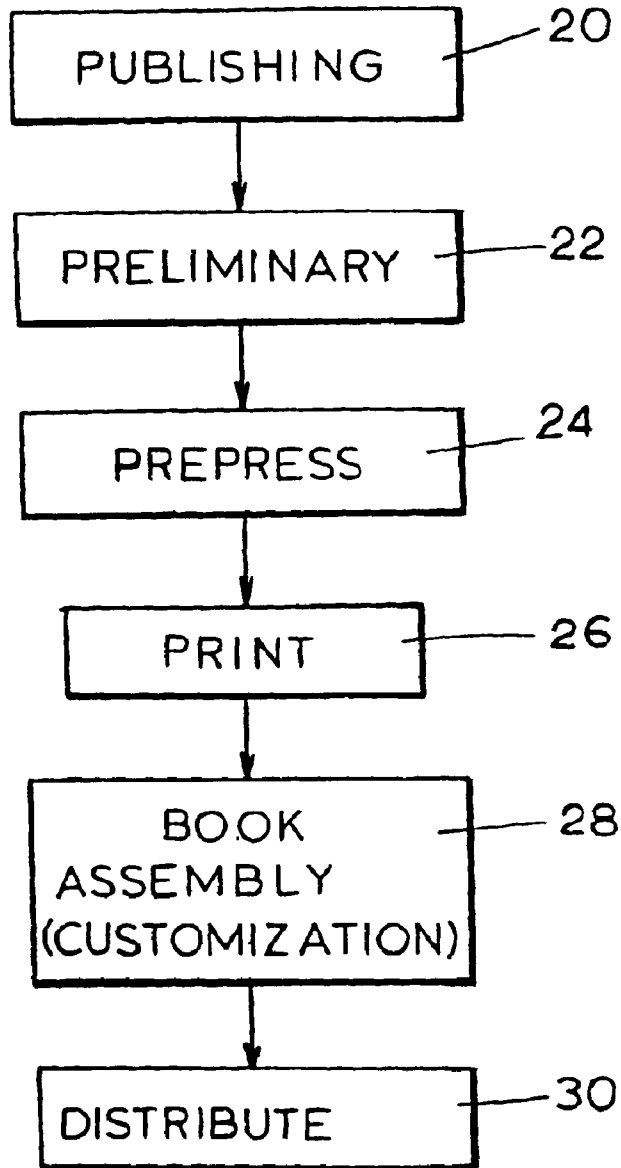 20
PUBLISHING
22
PRELIMINARY
24
PREPRESS
26
PRINT
28
BOOK
ASSEMBLY
(CUSTOMIZATION)
30
DISTRIBUTE